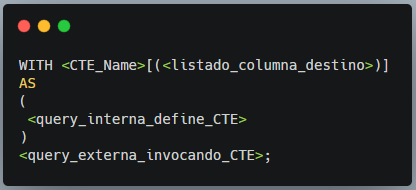 WITH <CTE_Name>[(<listado_columna_destino>)]
AS
(
<query_interna_define_CTE>
)
<query_externa_invocando_CTE>;